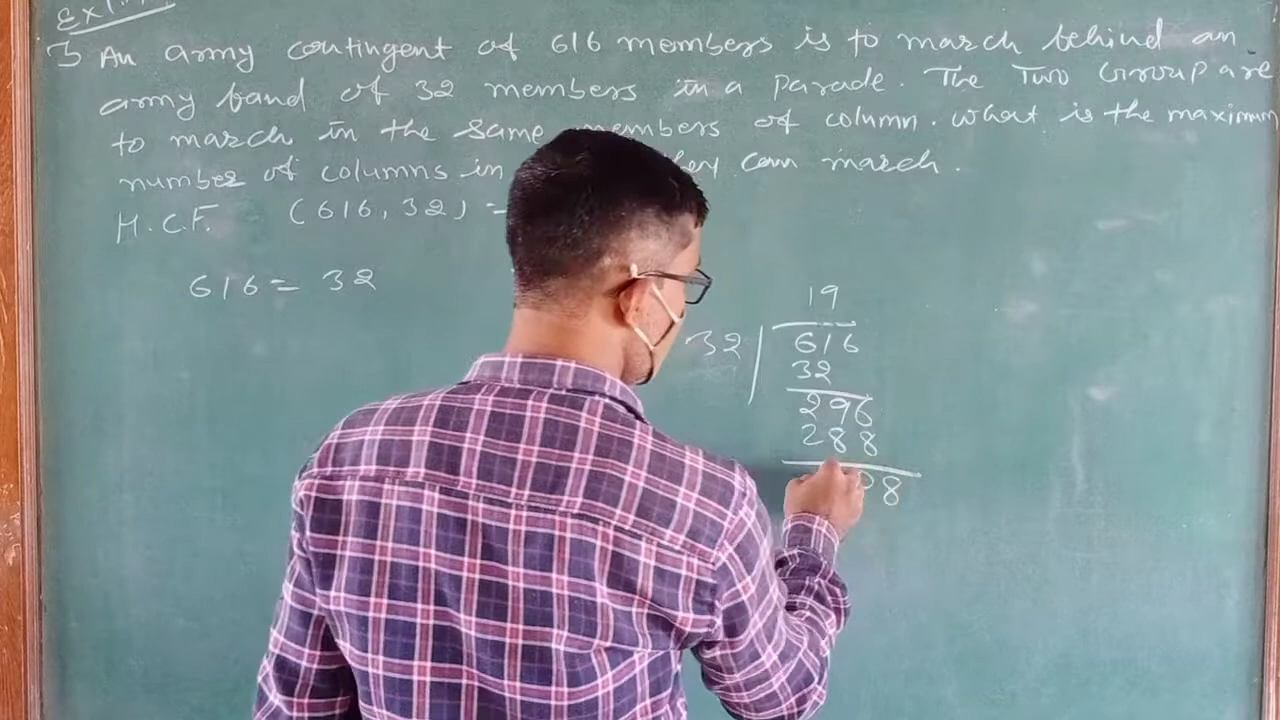 3 An army contingent of 616 members is to march behind an
army band of 32 members in a parade. The Two Group are
to march in the same members of column. what is the maximum
number of columns in they can march.
H.C.F. (616, 32) =
616 = 32
19
32 616
32
296
288
08